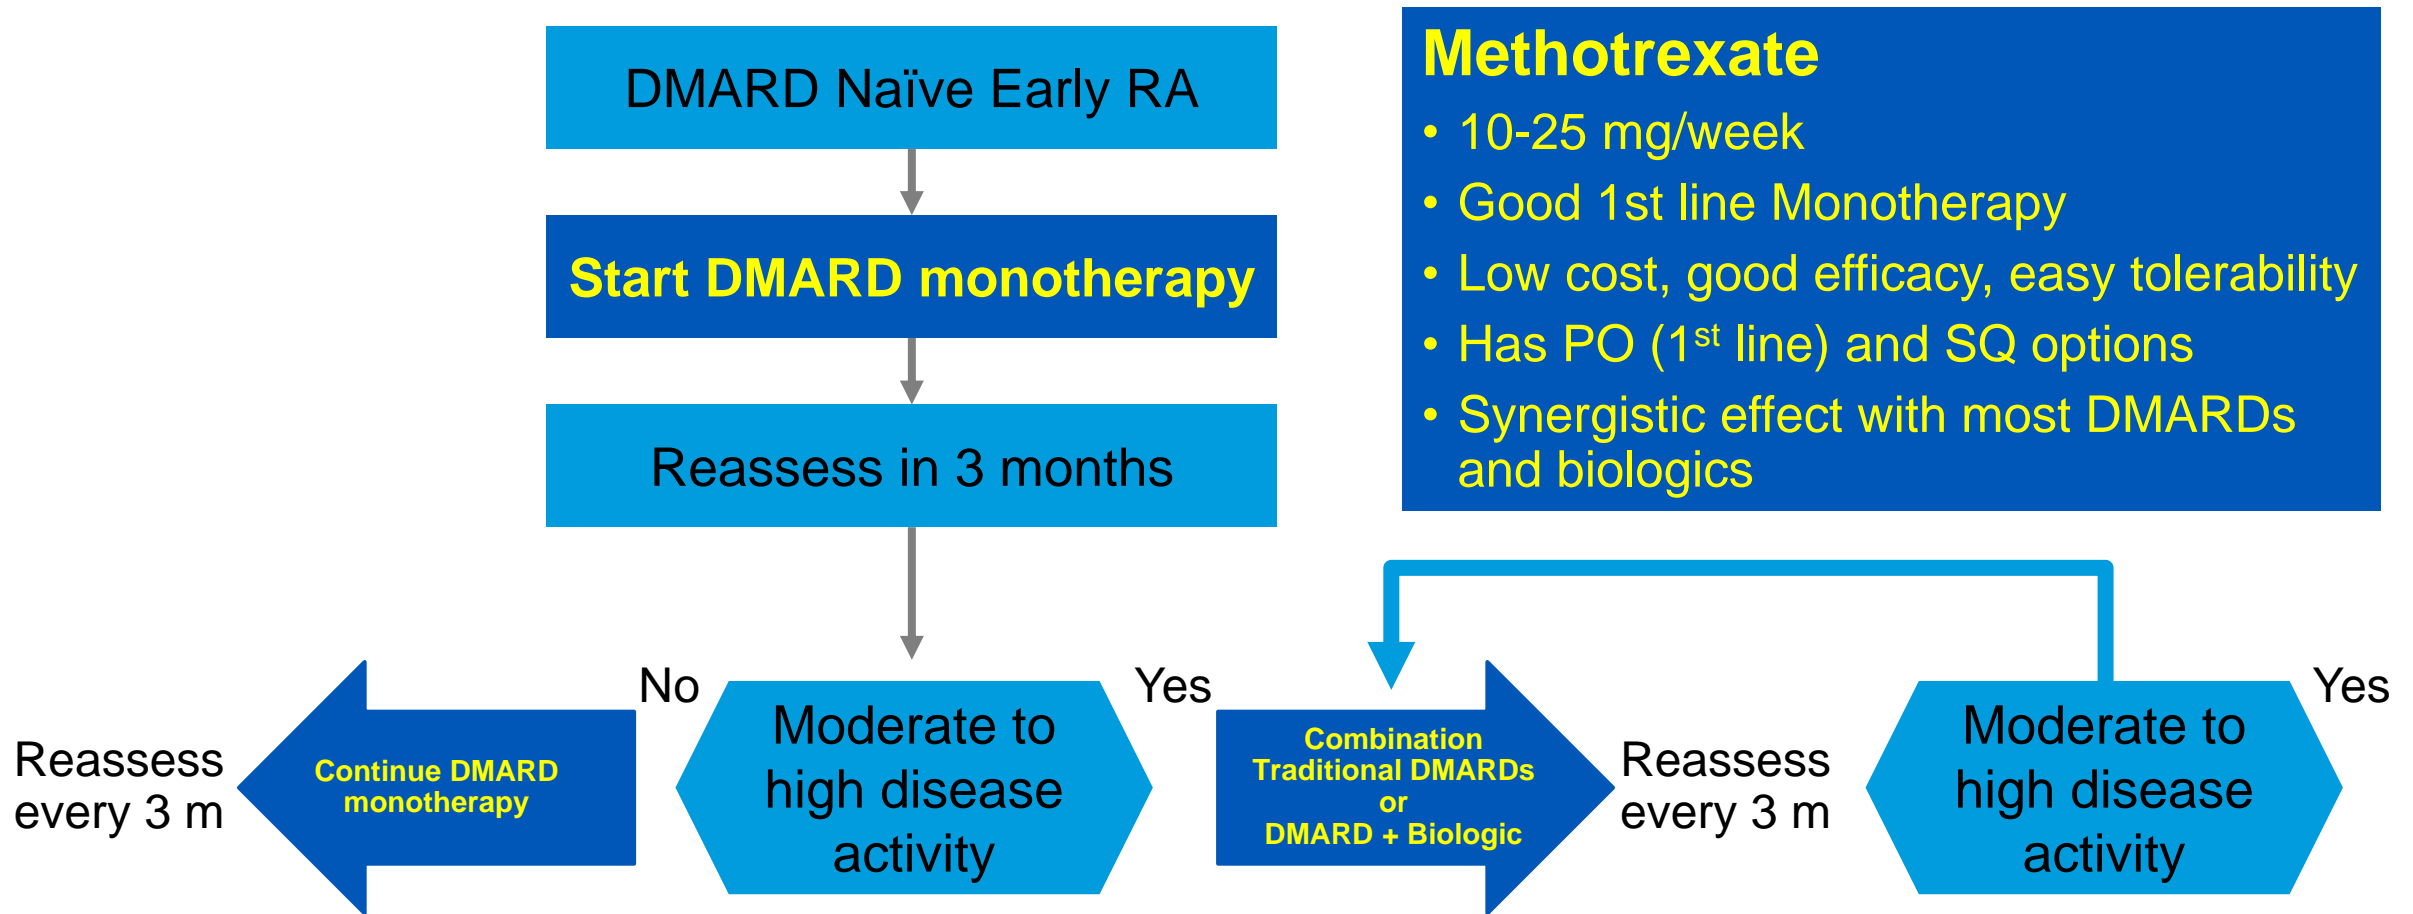 DMARD Naïve Early RA
Start DMARD monotherapy
Reassess in 3 months
Methotrexate
• 10-25 mg/week
• Good 1st line Monotherapy
• Low cost, good efficacy, easy tolerability
• Has PO (1st line) and SQ options
• Synergistic effect with most DMARDs
and biologics
Reassess
every 3 m
Continue DMARD
monotherapy
No
Moderate to
high disease
activity
Yes
Combination
Traditional DMARDs
or
DMARD + Biologic
Reassess
every 3 m
Moderate to
high disease
activity
Yes